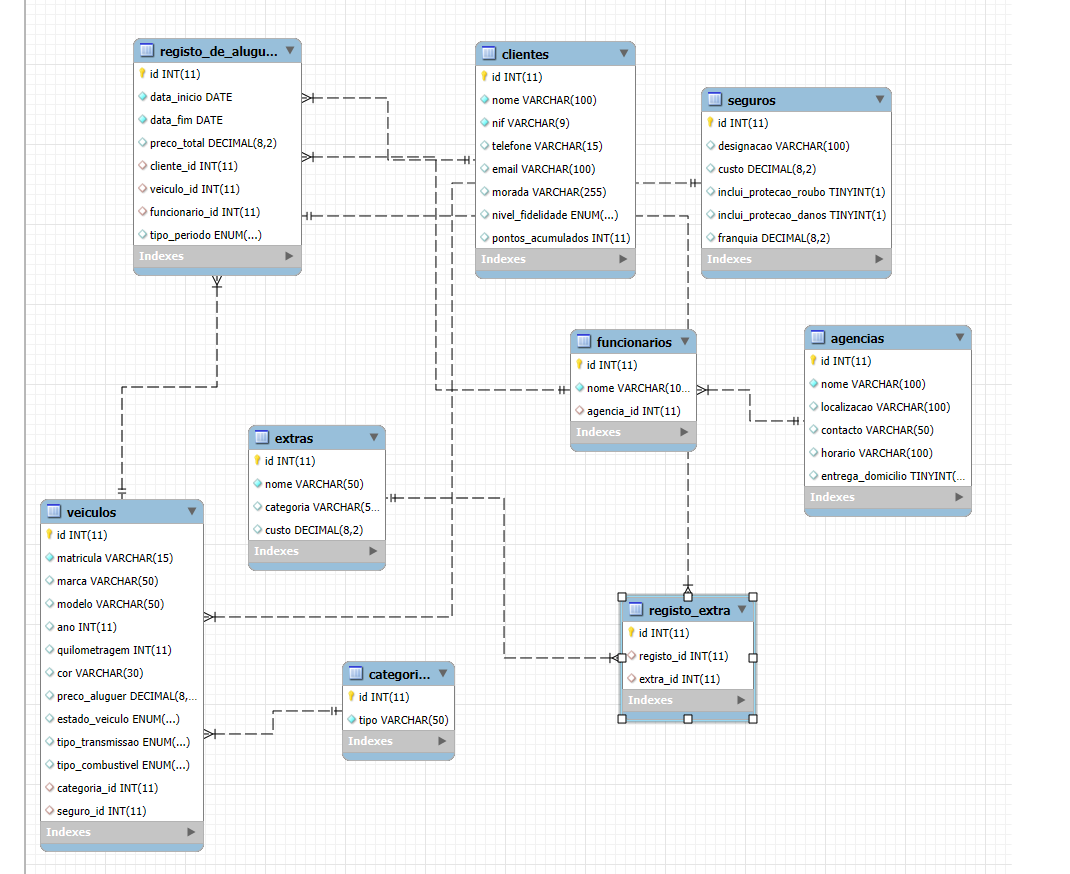 registo_de_alugu...
id INT(11)
data_inicio DATE
data_fim DATE
preco_total DECIMAL(8,2)
cliente_id INT(11)
veiculo_id INT(11)
funcionario_id INT(11)
tipo_periodo ENUM(...)
Indexes
clientes
id INT(11)
nome VARCHAR(100)
nif VARCHAR(9)
telefone VARCHAR(15)
email VARCHAR(100)
morada VARCHAR(255)
nivel_fidelidade ENUM(...)
pontos_acumulados INT(11)
Indexes
seguros
id INT(11)
designacao VARCHAR(100)
custo DECIMAL(8,2)
inclui_protecao_roubo TINYINT(1)
inclui_protecao_danos TINYINT(1)
franquia DECIMAL(8,2)
Indexes
funcionarios
id INT(11)
nome VARCHAR(10...
agencia_id INT(11)
Indexes
agencias
id INT(11)
nome VARCHAR(100)
localizacao VARCHAR(100)
contacto VARCHAR(50)
horario VARCHAR(100)
entrega_domicilio TINYINT(...
Indexes
extras
id INT(11)
nome VARCHAR(50)
categoria VARCHAR(5...
custo DECIMAL(8,2)
Indexes
veiculos
id INT(11)
matricula VARCHAR(15)
marca VARCHAR(50)
modelo VARCHAR(50)
ano INT(11)
quilometragem INT(11)
cor VARCHAR(30)
preco_aluguer DECIMAL(8,...
estado_veiculo ENUM(...)
tipo_transmissao ENUM(...)
tipo_combustivel ENUM(...)
categoria_id INT(11)
seguro_id INT(11)
Indexes
categori...
id INT(11)
tipo VARCHAR(50)
Indexes
registo_extra
id INT(11)
registo_id INT(11)
extra_id INT(11)
Indexes